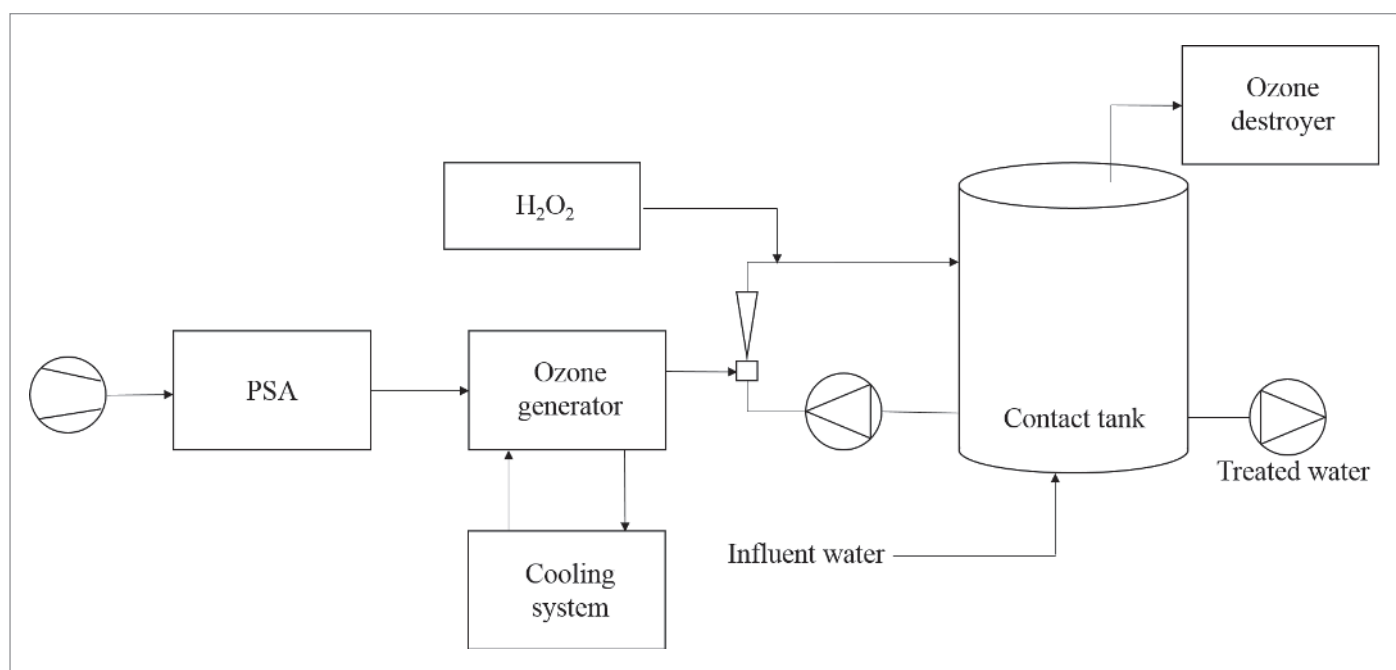 Ozone
destroyer
H₂O₂
PSA
Ozone
generator
Contact tank
Treated water
Influent water
Cooling
system